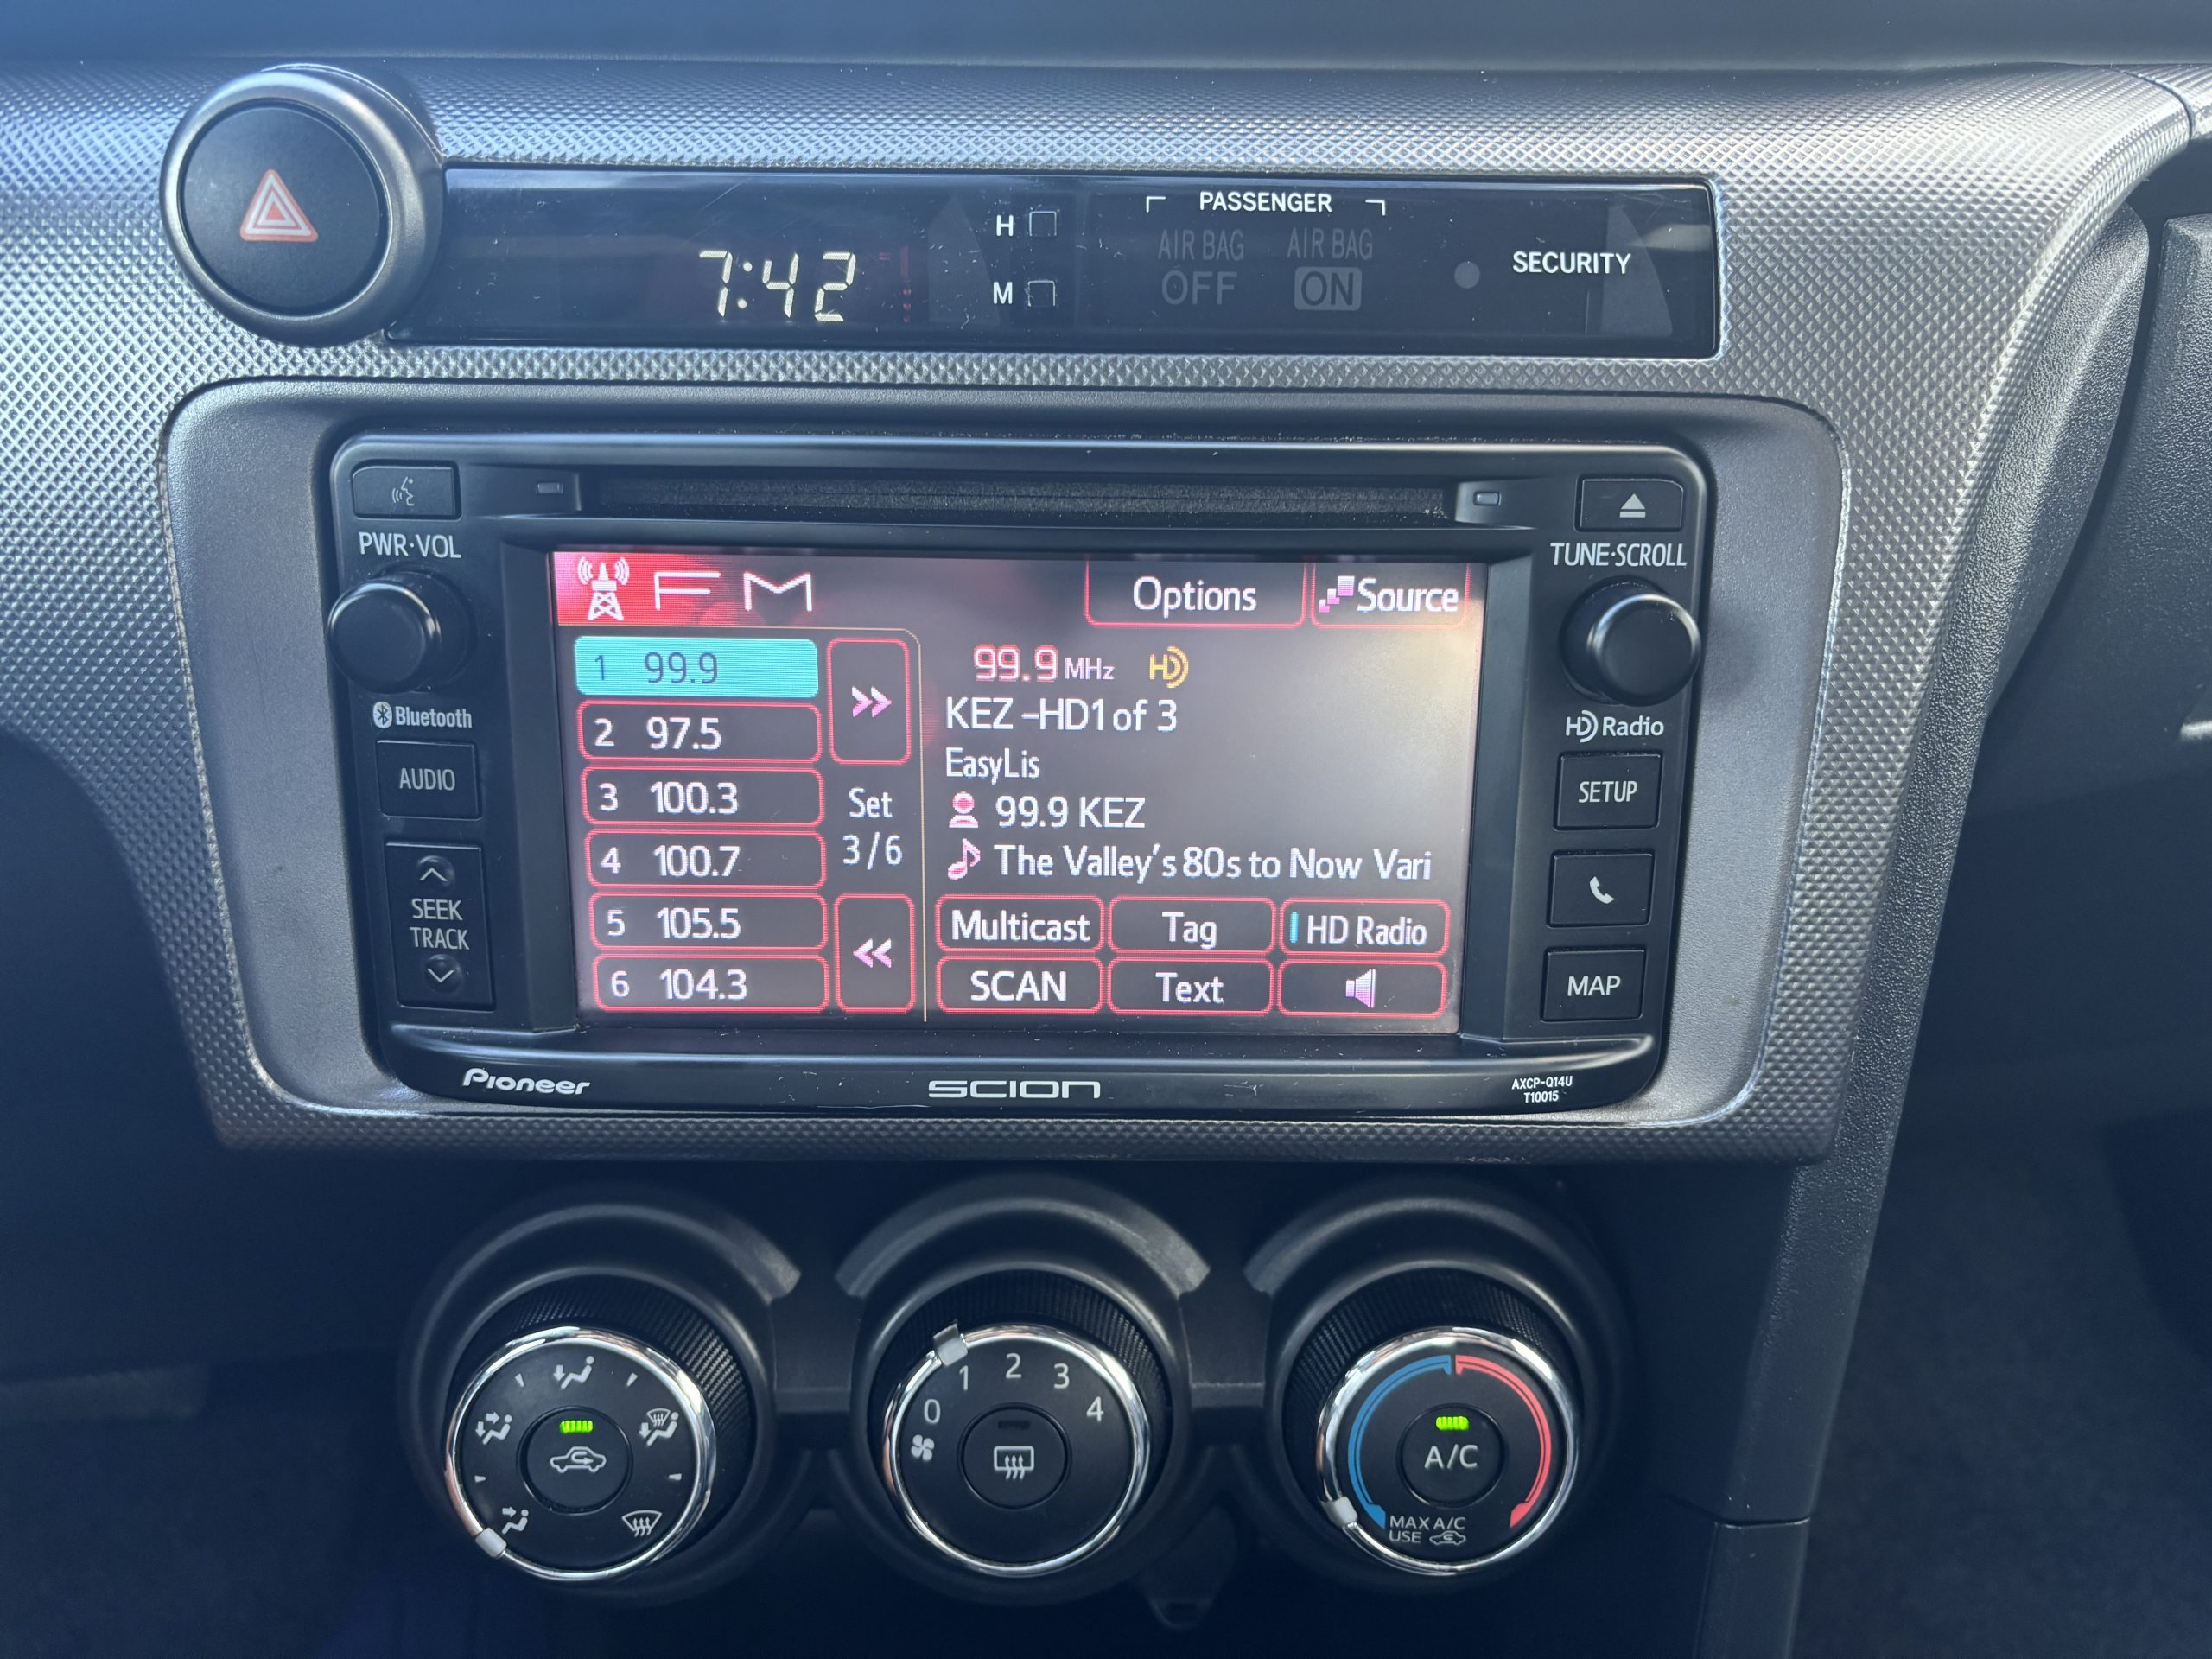 7:42
H
M
PASSENGER
AIR BAG OFF
AIR BAG ON
SECURITY
PWR·VOL
TUNE·SCROLL
FM
Options
Source
1 99.9
2 97.5
3 100.3
4 100.7
5 105.5
6 104.3
Set
3/6
99.9 MHz HD
KEZ -HD1 of 3
EasyLis
99.9 KEZ
The Valley's 80s to Now Vari
Multicast
Tag
HD Radio
SCAN
Text
Bluetooth
AUDIO
SEEK
TRACK
HD Radio
SETUP
MAP
Pioneer
SCION
AXCP-Q14U
T10015
0 1 2 3 4
A/C
MAX A/C
USE